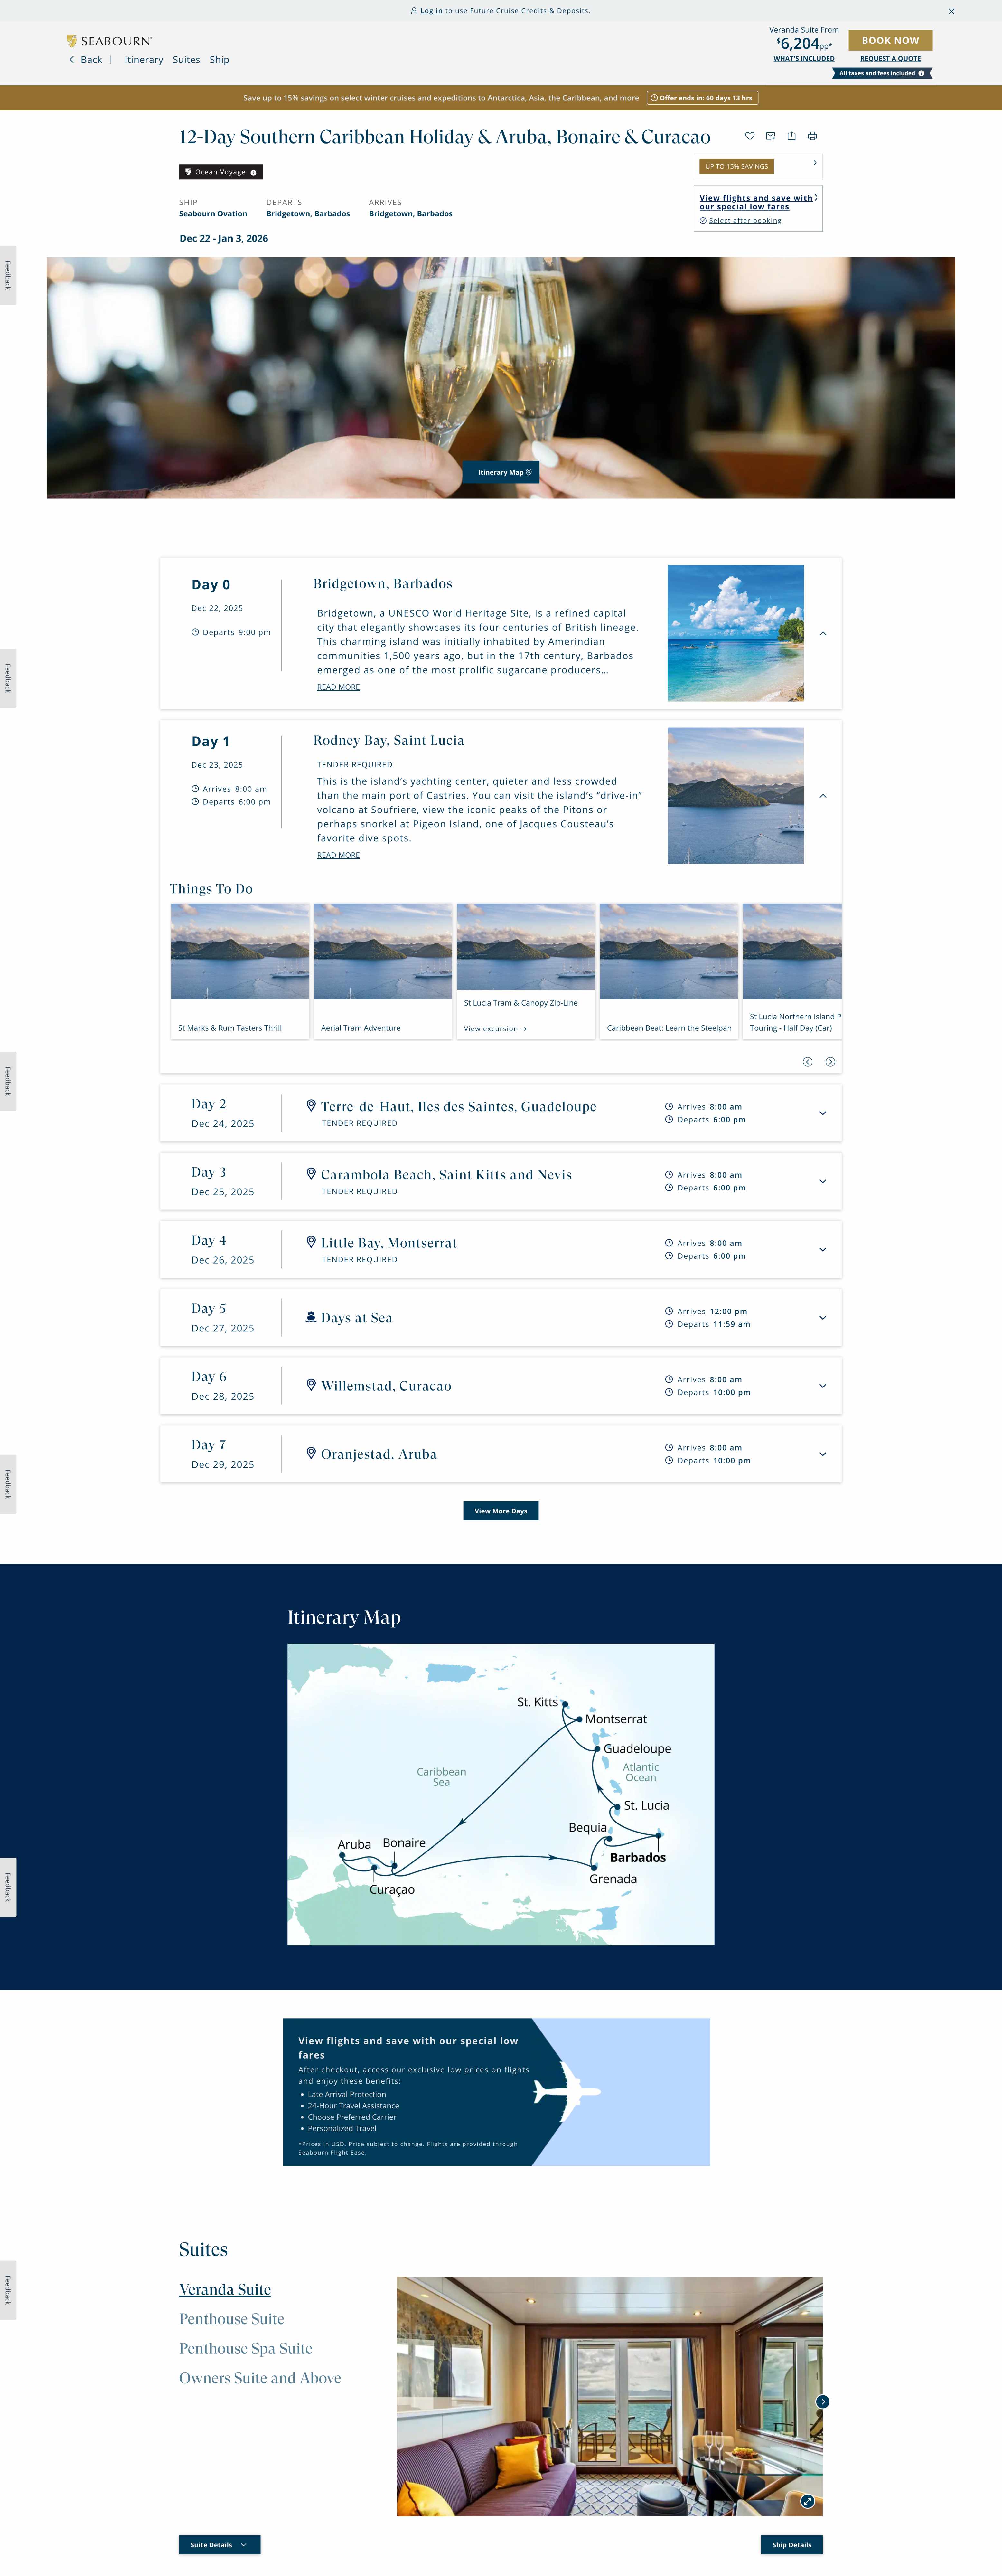 Log in to use Future Cruise Credits & Deposits.
SEABOURN
Back
Itinerary
Suites
Ship
Veranda Suite From
$6,204pp*
WHAT'S INCLUDED
BOOK NOW
REQUEST A QUOTE
All taxes and fees included
Save up to 15% savings on select winter cruises and expeditions to Antarctica, Asia, the Caribbean, and more
Offer ends in: 60 days 13 hrs
12-Day Southern Caribbean Holiday & Aruba, Bonaire & Curacao
Ocean Voyage
UP TO 15% SAVINGS
View flights and save with
our special low fares
Select after booking
SHIP
Seabourn Ovation
DEPARTS
Bridgetown, Barbados
ARRIVES
Bridgetown, Barbados
Dec 22 - Jan 3, 2026
Feedback
Itinerary Map
Day 0
Dec 22, 2025
Departs 9:00 pm
Bridgetown, Barbados
Bridgetown, a UNESCO World Heritage Site, is a refined capital
city that elegantly showcases its four centuries of British lineage.
This charming island was initially inhabited by Amerindian
communities 1,500 years ago, but in the 17th century, Barbados
emerged as one of the most prolific sugarcane producers...
READ MORE
Feedback
Day 1
Dec 23, 2025
Arrives 8:00 am
Departs 6:00 pm
Rodney Bay, Saint Lucia
TENDER REQUIRED
This is the island's yachting center, quieter and less crowded
than the main port of Castries. You can visit the island's “drive-in”
volcano at Soufriere, view the iconic peaks of the Pitons or
perhaps snorkel at Pigeon Island, one of Jacques Cousteau's
favorite dive spots.
READ MORE
Things To Do
St Marks & Rum Tasters Thrill
Aerial Tram Adventure
St Lucia Tram & Canopy Zip-Line
View excursion →
Caribbean Beat: Learn the Steelpan
St Lucia Northern Island P
Touring - Half Day (Car)
Feedback
Day 2
Dec 24, 2025
Terre-de-Haut, Iles des Saintes, Guadeloupe
TENDER REQUIRED
Arrives 8:00 am
Departs 6:00 pm
Day 3
Dec 25, 2025
Carambola Beach, Saint Kitts and Nevis
TENDER REQUIRED
Arrives 8:00 am
Departs 6:00 pm
Day 4
Dec 26, 2025
Little Bay, Montserrat
TENDER REQUIRED
Arrives 8:00 am
Departs 6:00 pm
Day 5
Dec 27, 2025
Days at Sea
Arrives 12:00 pm
Departs 11:59 am
Day 6
Dec 28, 2025
Willemstad, Curacao
Arrives 8:00 am
Departs 10:00 pm
Day 7
Dec 29, 2025
Oranjestad, Aruba
Arrives 8:00 am
Departs 10:00 pm
Feedback
View More Days
Itinerary Map
St. Kitts
Montserrat
Guadeloupe
Caribbean
Sea
Atlantic
Ocean
St. Lucia
Bequia
Aruba
Bonaire
Barbados
Grenada
Curaçao
Feedback
View flights and save with our special low
fares
After checkout, access our exclusive low prices on flights
and enjoy these benefits:
• Late Arrival Protection
• 24-Hour Travel Assistance
• Choose Preferred Carrier
• Personalized Travel
*Prices in USD. Price subject to change. Flights are provided through
Seabourn Flight Ease.
Suites
Feedback
Veranda Suite
Penthouse Suite
Penthouse Spa Suite
Owners Suite and Above
Suite Details
Ship Details